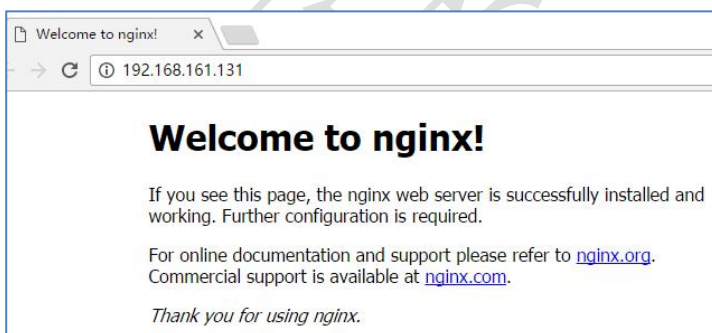 Welcome to nginx!
192.168.161.131
Welcome to nginx!
If you see this page, the nginx web server is successfully installed and
working. Further configuration is required.
For online documentation and support please refer to nginx.org.
Commercial support is available at nginx.com.
Thank you for using nginx.